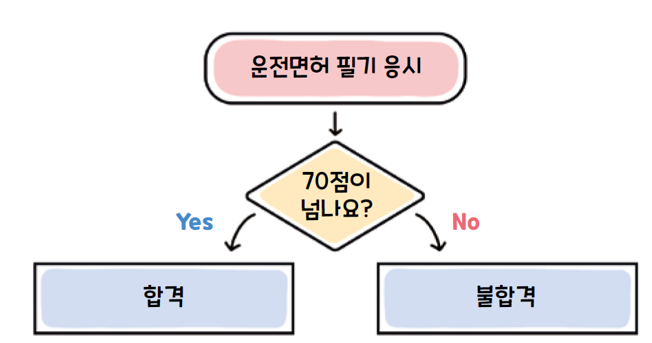 운전면허 필기 응시
70점이
넘나요?
Yes
No
합격
불합격